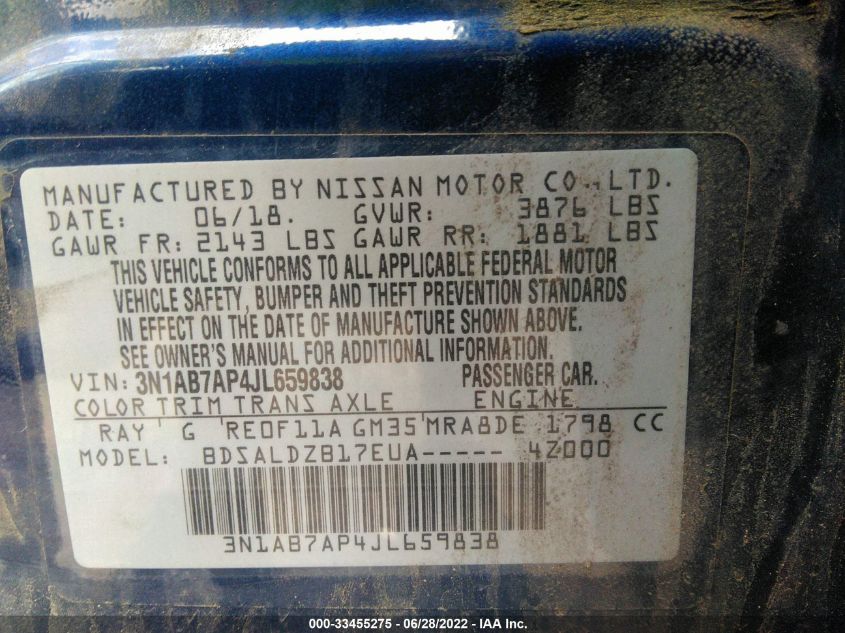 MANUFACTURED BY NISSAN MOTOR CO., LTD.
DATE: 06/18. GVWR: 3876 LBS
GAWR FR: 2143 LBS GAWR RR: 1881 LBS
THIS VEHICLE CONFORMS TO ALL APPLICABLE FEDERAL MOTOR
VEHICLE SAFETY, BUMPER AND THEFT PREVENTION STANDARDS
IN EFFECT ON THE DATE OF MANUFACTURE SHOWN ABOVE.
SEE OWNER'S MANUAL FOR ADDITIONAL INFORMATION.
VIN: 3N1AB7AP4JL659838 PASSENGER CAR.
COLOR TRIM TRANS AXLE ENGINE
RAY G RE0F11A GM35 MRA8DE 1798 CC
MODEL: BDSALDZB17EUA----- 4Z000
3N1AB7AP4JL659838
000-33455275 - 06/28/2022 - IAA Inc.